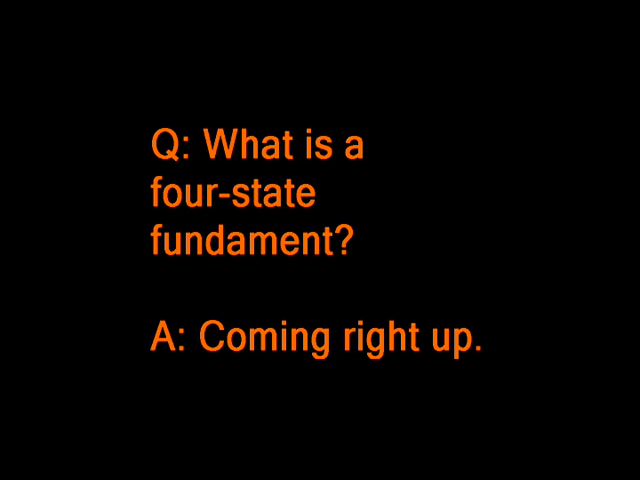 Q: What is a
four-state
fundament?
A: Coming right up.